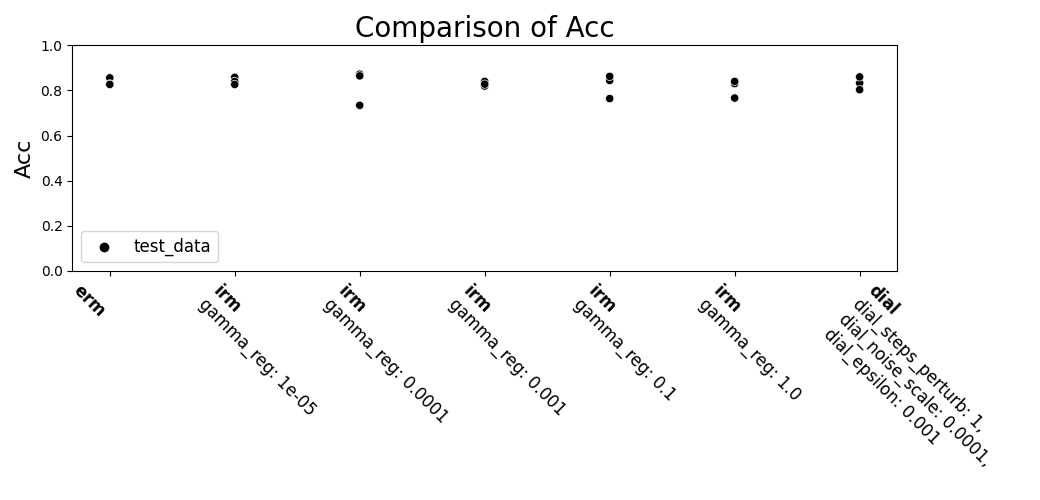 Comparison of Acc
Acc
1.0
0.8
0.6
0.4
0.2
0.0
test_data
erm
irm
gamma_reg: 1e-05
irm
gamma_reg: 0.0001
irm
gamma_reg: 0.001
irm
gamma_reg: 0.1
irm
gamma_reg: 1.0
dial
dial_steps_perturb: 1,
dial_noise_scale: 0.0001,
dial_epsilon: 0.001